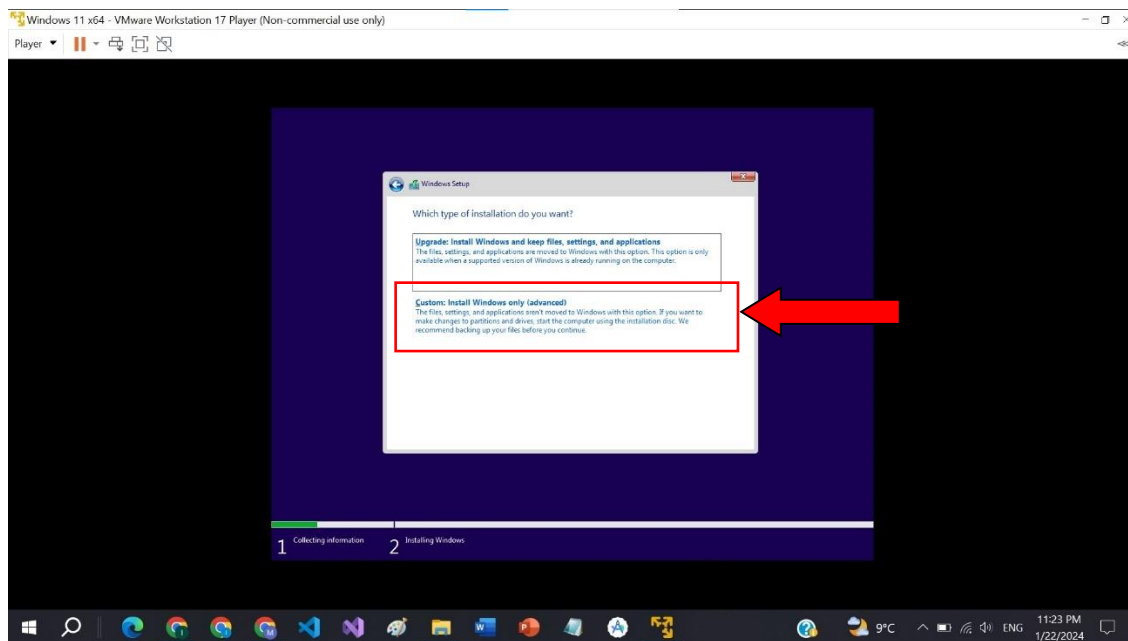 Windows 11 x64 - VMware Workstation 17 Player (Non-commercial use only)
Player
Windows Setup
Which type of installation do you want?
Upgrade: Install Windows and keep files, settings, and applications
The files, settings, and applications are moved to Windows with this option. This option is only
available when a supported version of Windows is already running on the computer.
Custom: Install Windows only (advanced)
The files, settings, and applications aren't moved to Windows with this option. If you want to
make changes to partitions and drives, start the computer using the installation disc. We
recommend backing up your files before you continue.
1 Collecting information 2 Installing Windows
9°C ENG 11:23 PM
1/22/2024